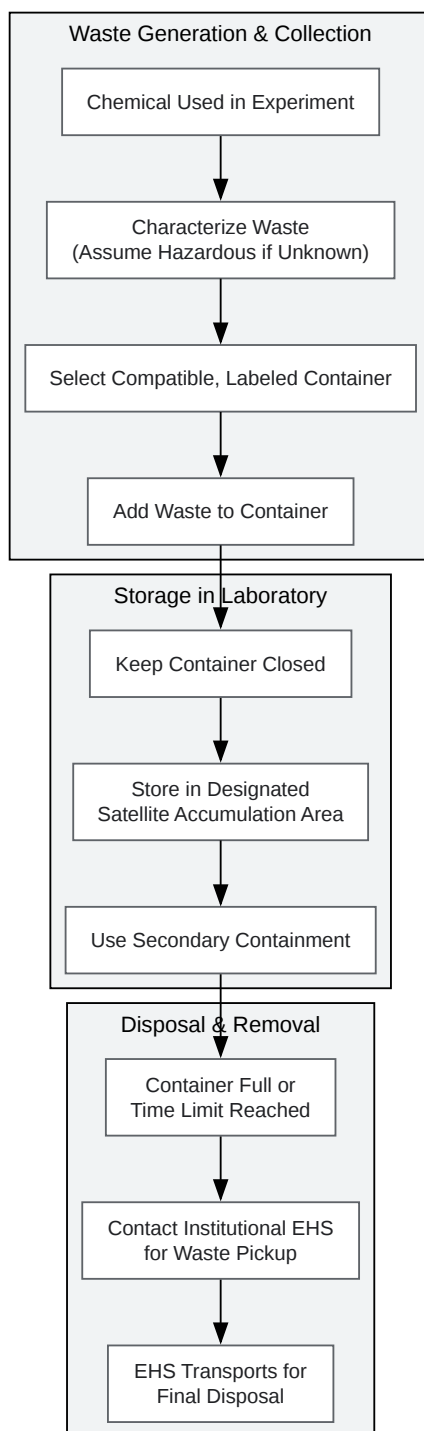 Waste Generation & Collection
Chemical Used in Experiment
Characterize Waste
(Assume Hazardous if Unknown)
Select Compatible, Labeled Container
Add Waste to Container
Storage in Laboratory
Keep Container Closed
Store in Designated
Satellite Accumulation Area
Use Secondary Containment
Disposal & Removal
Container Full or
Time Limit Reached
Contact Institutional EHS
for Waste Pickup
EHS Transports for
Final Disposal